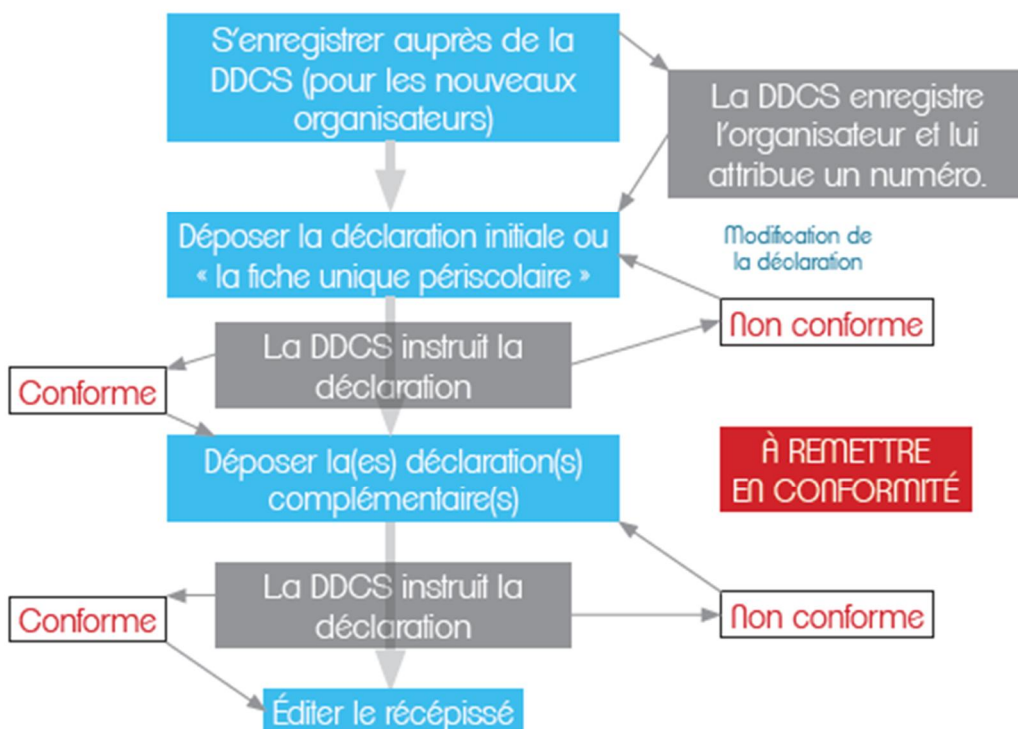 S'enregistrer auprès de la
DDCS (pour les nouveaux
organisateurs)
La DDCS enregistre
l'organisateur et lui
attribue un numéro.
Déposer la déclaration initiale ou
« la fiche unique périscolaire »
Modification de
la déclaration
Non conforme
La DDCS instruit la
déclaration
Conforme
Déposer la(es) déclaration(s)
complémentaire(s)
À REMETTRE
EN CONFORMITÉ
La DDCS instruit la
déclaration
Conforme
Non conforme
Éditer le récépissé